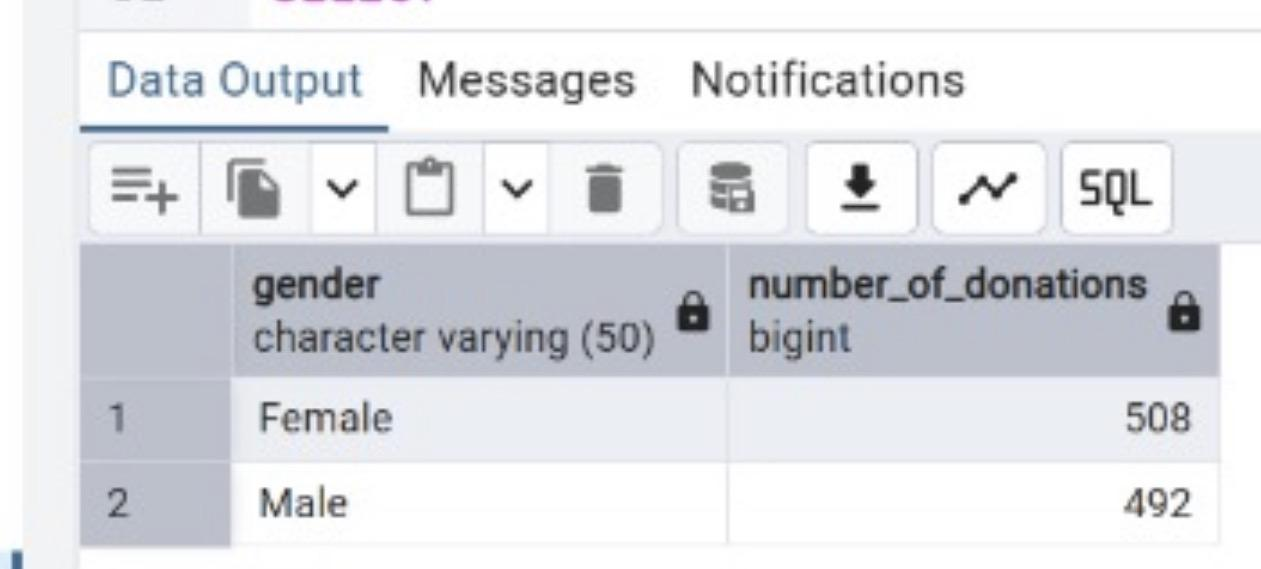 Data Output Messages Notifications
SQL
gender number_of_donations
character varying (50) bigint
1 Female 508
2 Male 492